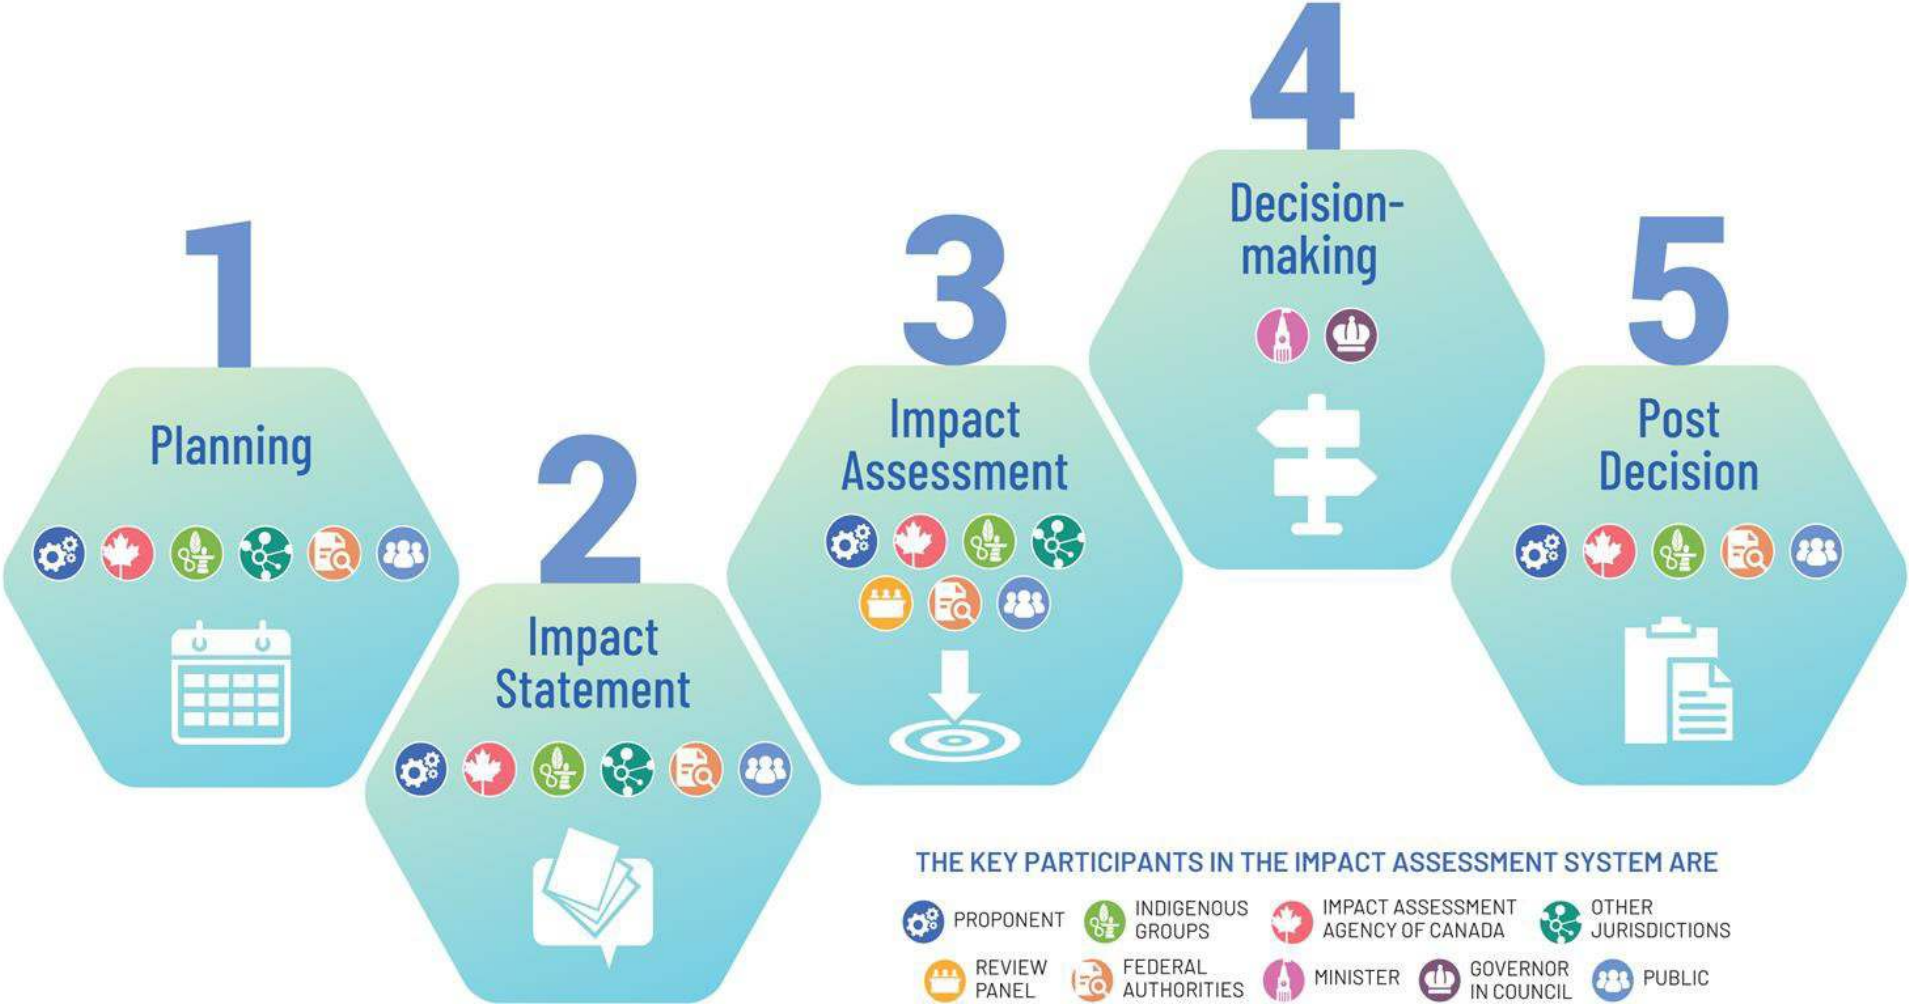 1
Planning
2
Impact
Statement
3
Impact
Assessment
4
Decision-
making
5
Post
Decision
THE KEY PARTICIPANTS IN THE IMPACT ASSESSMENT SYSTEM ARE
PROPONENT
INDIGENOUS
GROUPS
IMPACT ASSESSMENT
AGENCY OF CANADA
OTHER
JURISDICTIONS
REVIEW
PANEL
FEDERAL
AUTHORITIES
MINISTER
GOVERNOR
IN COUNCIL
PUBLIC